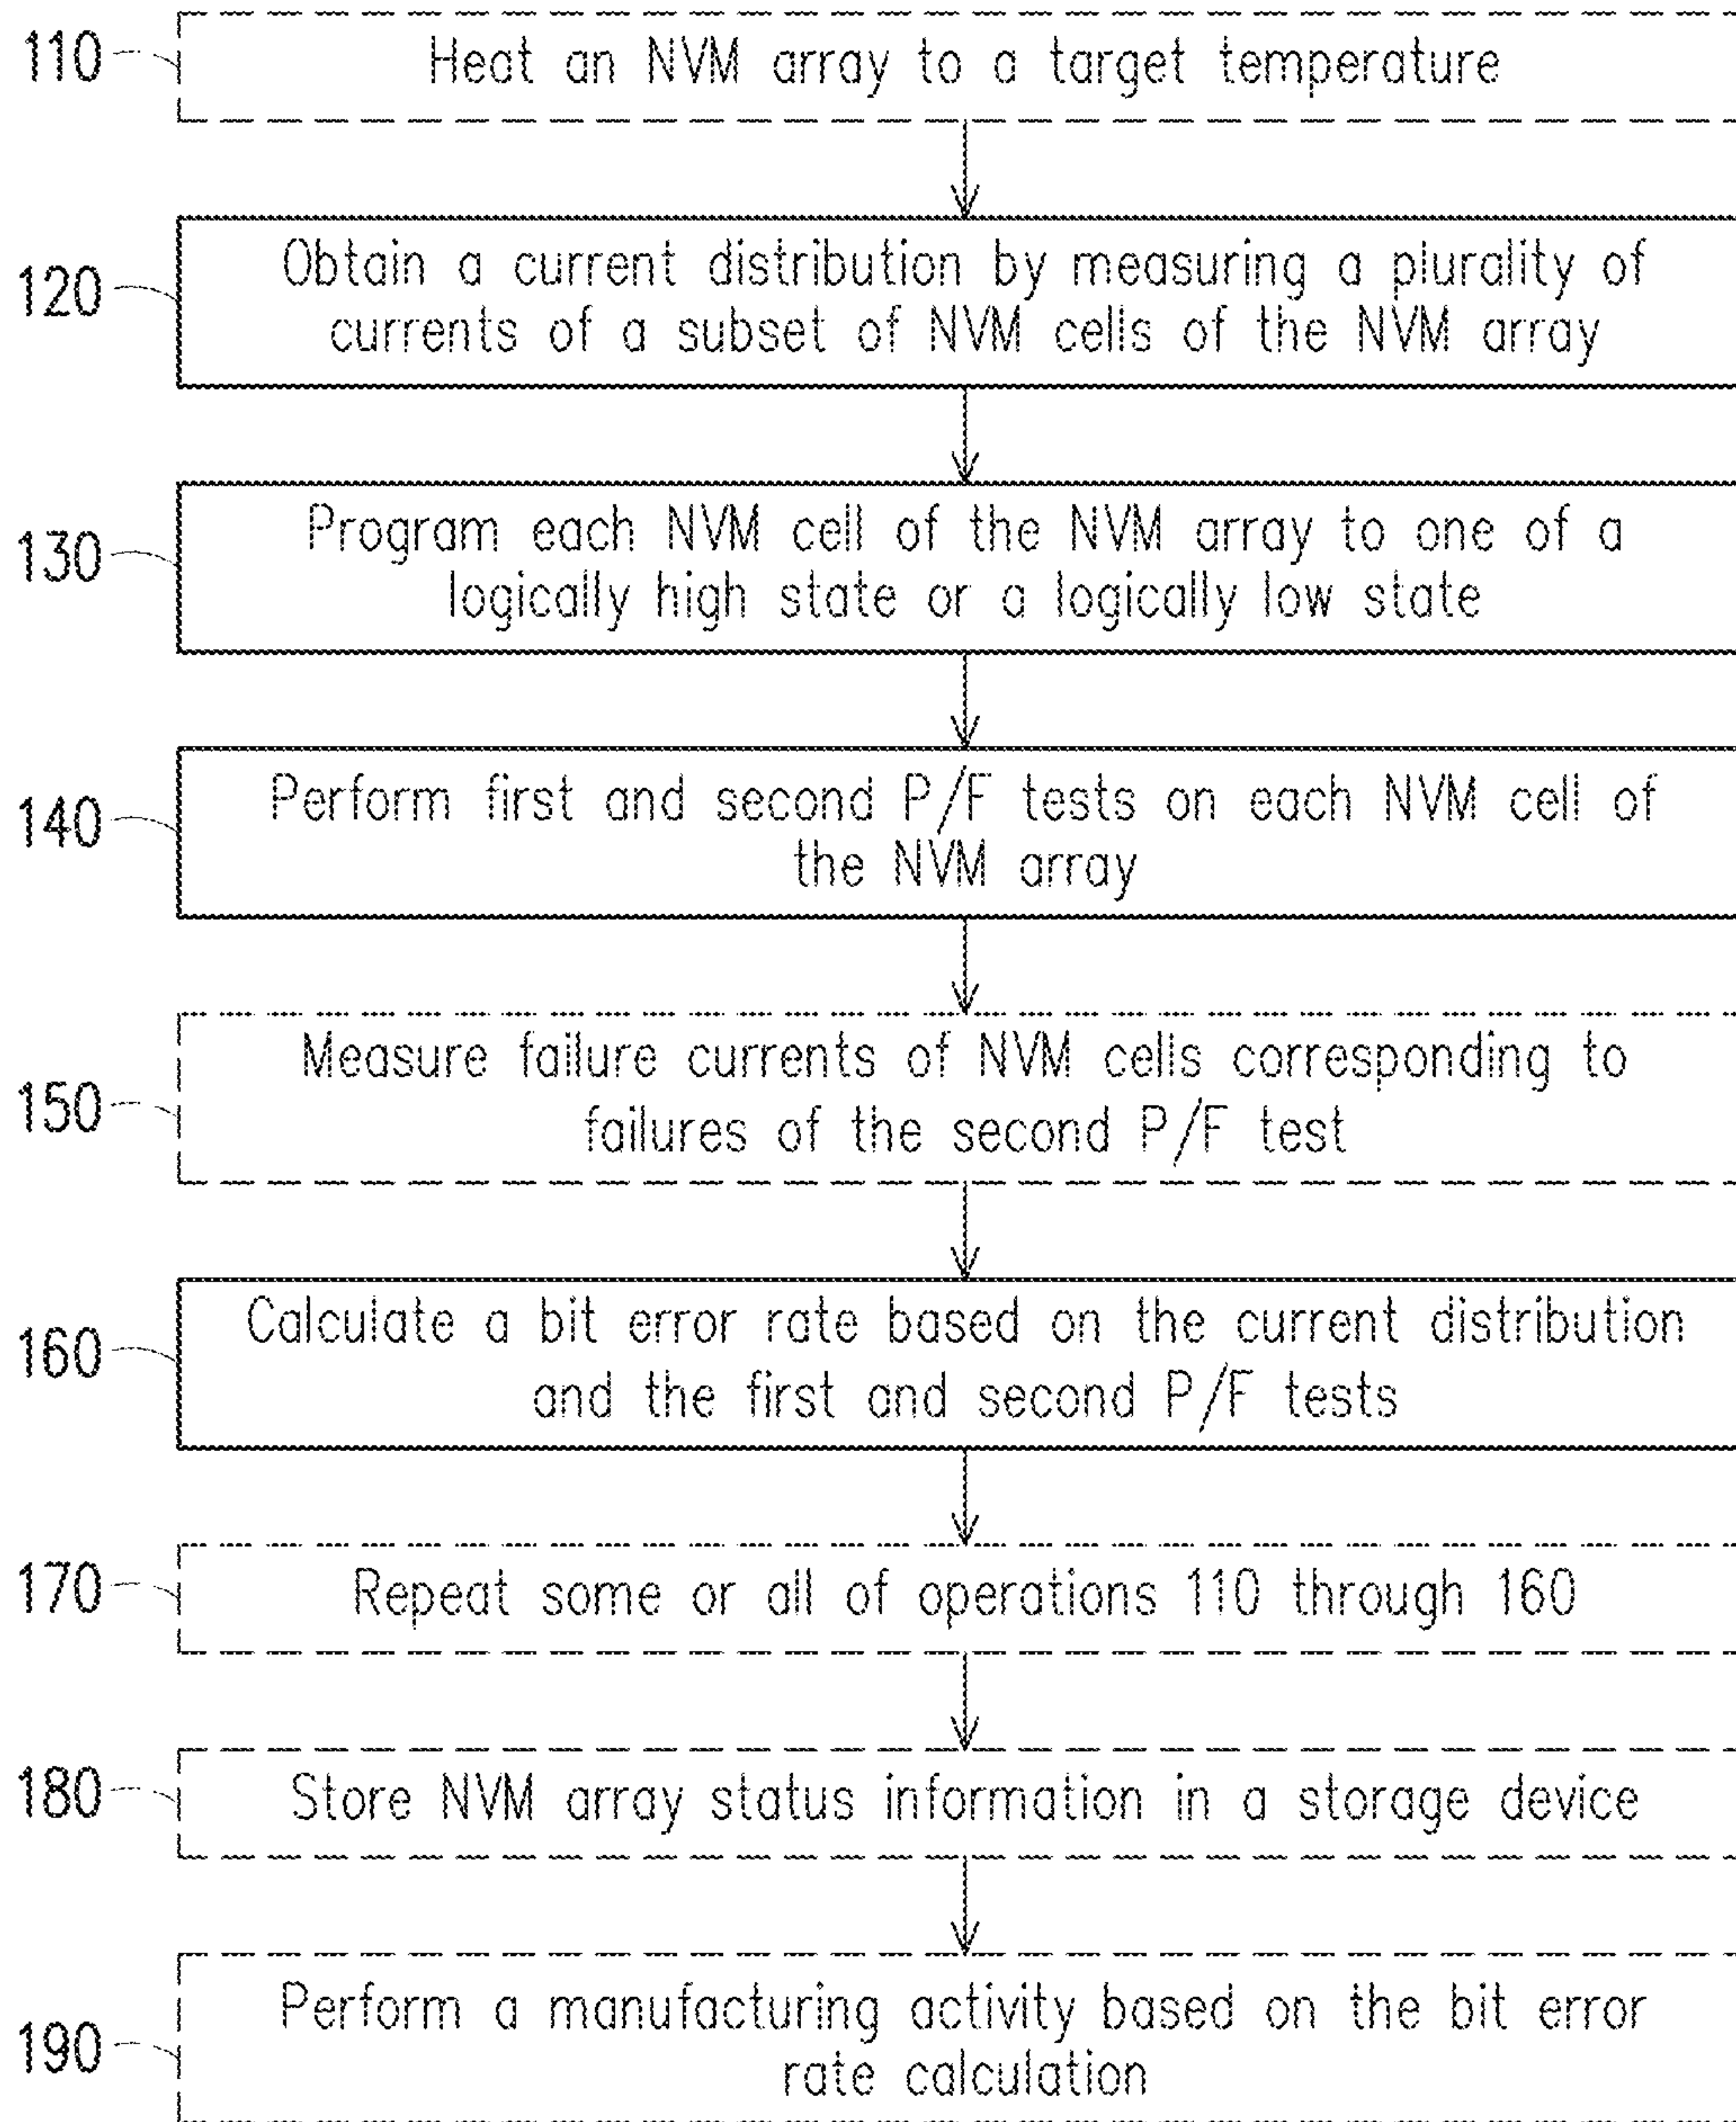 110
Heat an NVM array to a target temperature
120
Obtain a current distribution by measuring a plurality of
currents of a subset of NVM cells of the NVM array
130
Program each NVM cell of the NVM array to one of a
logically high state or a logically low state
140
Perform first and second P/F tests on each NVM cell of
the NVM array
150
Measure failure currents of NVM cells corresponding to
failures of the second P/F test
160
Calculate a bit error rate based on the current distribution
and the first and second P/F tests
170
Repeat some or all of operations 110 through 160
180
Store NVM array status information in a storage device
190
Perform a manufacturing activity based on the bit error
rate calculation